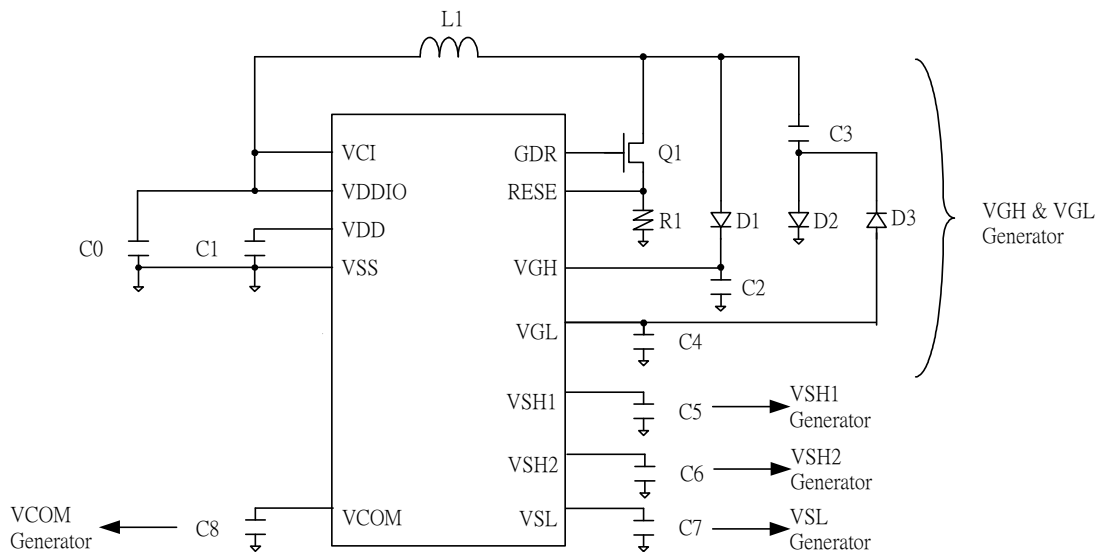 L1
VCI
VDDIO
VDD
VSS
C0
C1
GDR
RESE
VGH
VGL
VSH1
VSH2
VSL
VCOM
Q1
R1
D1
C2
C3
D2
D3
C4
VGH & VGL
Generator
C5
VSH1
Generator
C6
VSH2
Generator
C7
VSL
Generator
VCOM
Generator
C8